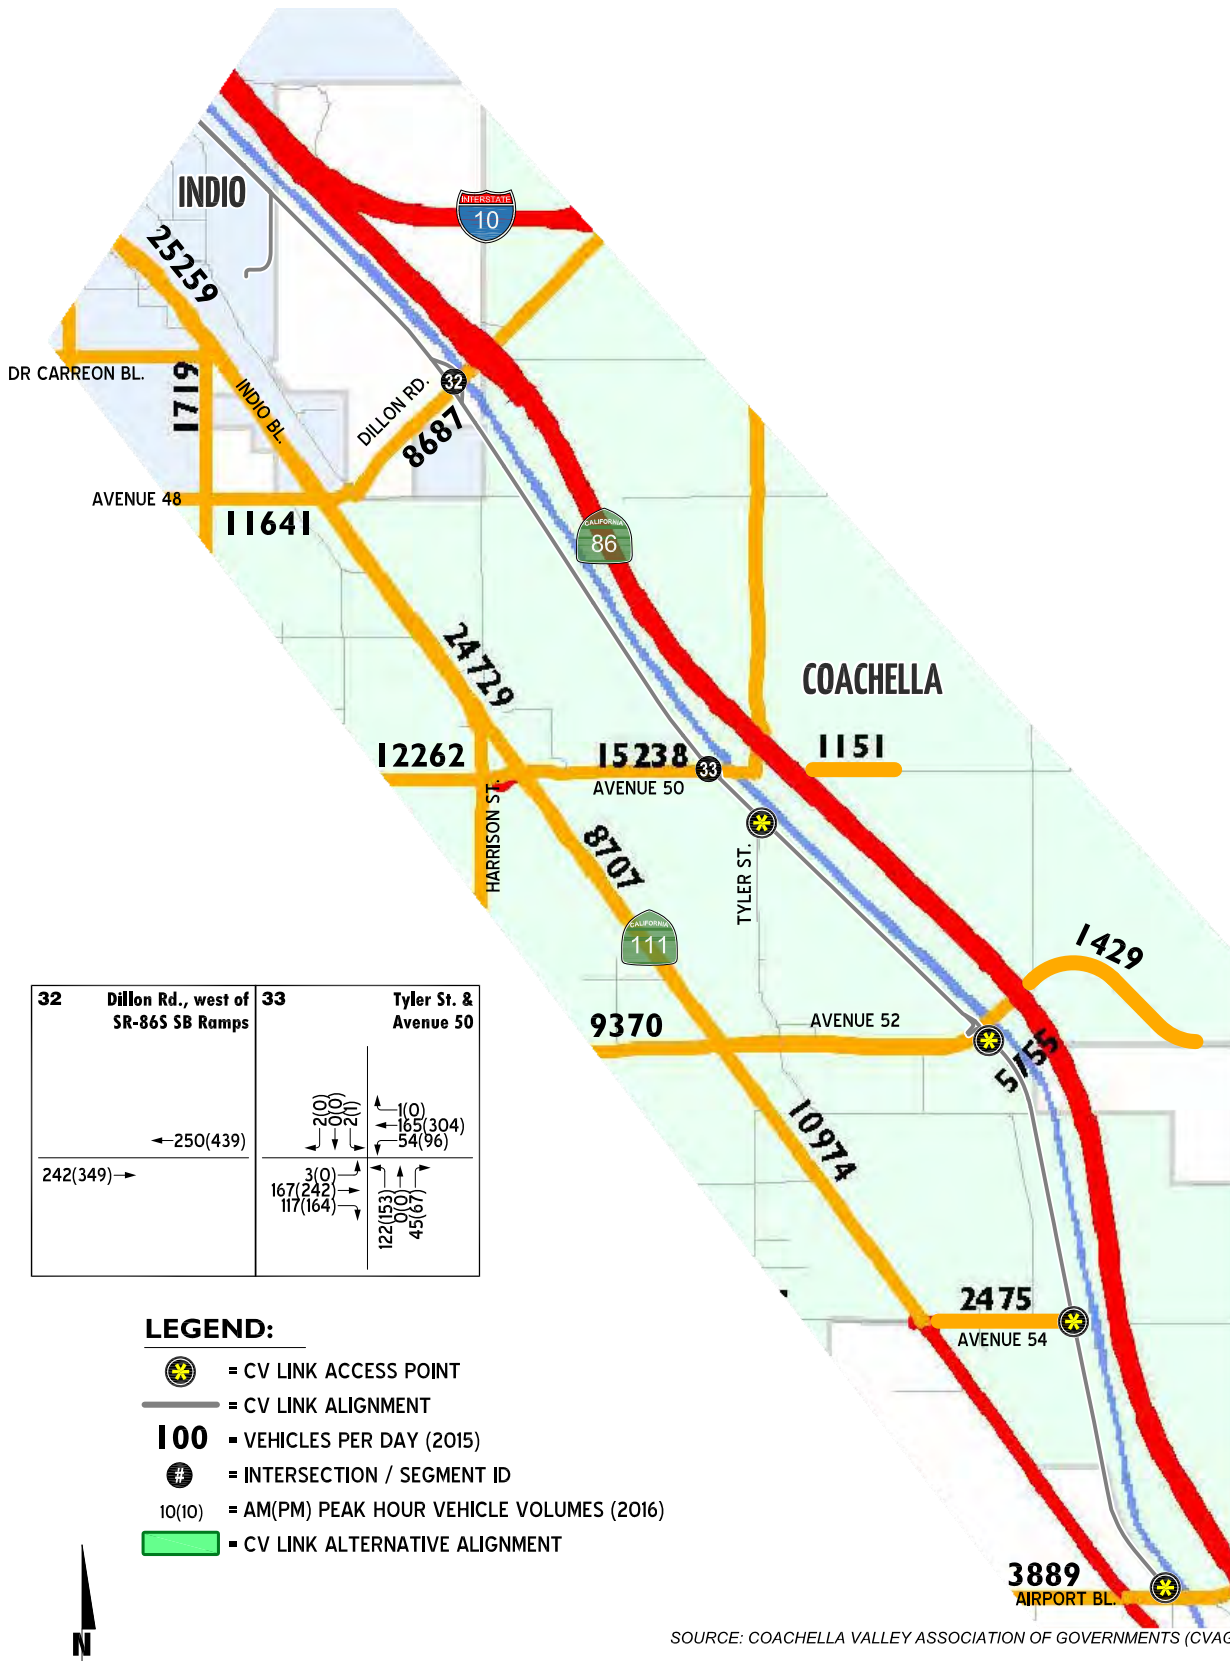 INTERSTATE
10
INDIO
25259
DR CARREON BL.
1719
INDIO BL.
DILLON RD.
32
8687
AVENUE 48
11641
CALIFORNIA
86
24729
COACHELLA
12262
15238
33
1151
AVENUE 50
HARRISON ST.
8707
TYLER ST.
CALIFORNIA
111
1429
9370
AVENUE 52
5755
10974
2475
AVENUE 54
3889
AIRPORT BL.
32 Dillon Rd., west of
SR-86S SB Ramps
250(439)
242(349)
33 Tyler St. &
Avenue 50
2(0)
0(0)
2(1)
1(0)
165(304)
54(96)
3(0)
167(242)
117(164)
122(153)
0(0)
45(67)
LEGEND:
= CV LINK ACCESS POINT
= CV LINK ALIGNMENT
100 = VEHICLES PER DAY (2015)
# = INTERSECTION / SEGMENT ID
10(10) = AM(PM) PEAK HOUR VEHICLE VOLUMES (2016)
= CV LINK ALTERNATIVE ALIGNMENT
N
SOURCE: COACHELLA VALLEY ASSOCIATION OF GOVERNMENTS (CVAG